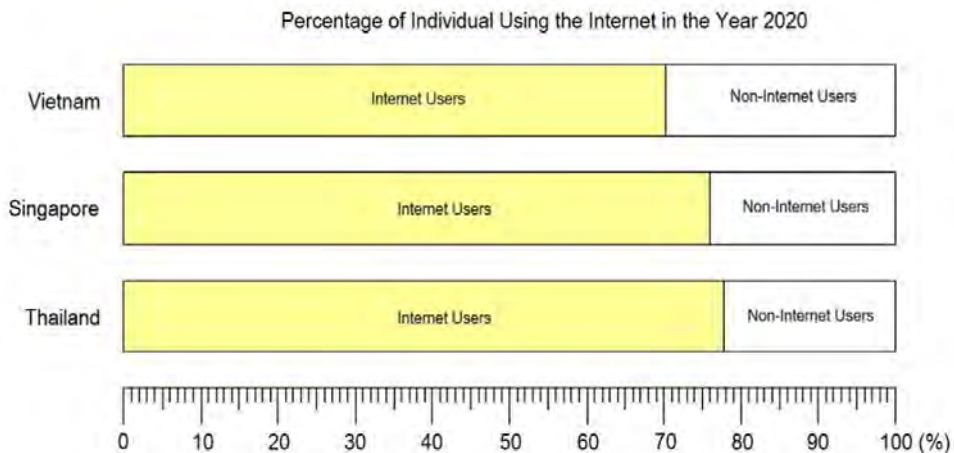 Percentage of Individual Using the Internet in the Year 2020
Vietnam
Internet Users
Non-Internet Users
Singapore
Internet Users
Non-Internet Users
Thailand
Internet Users
Non-Internet Users
0 10 20 30 40 50 60 70 80 90 100 (%)